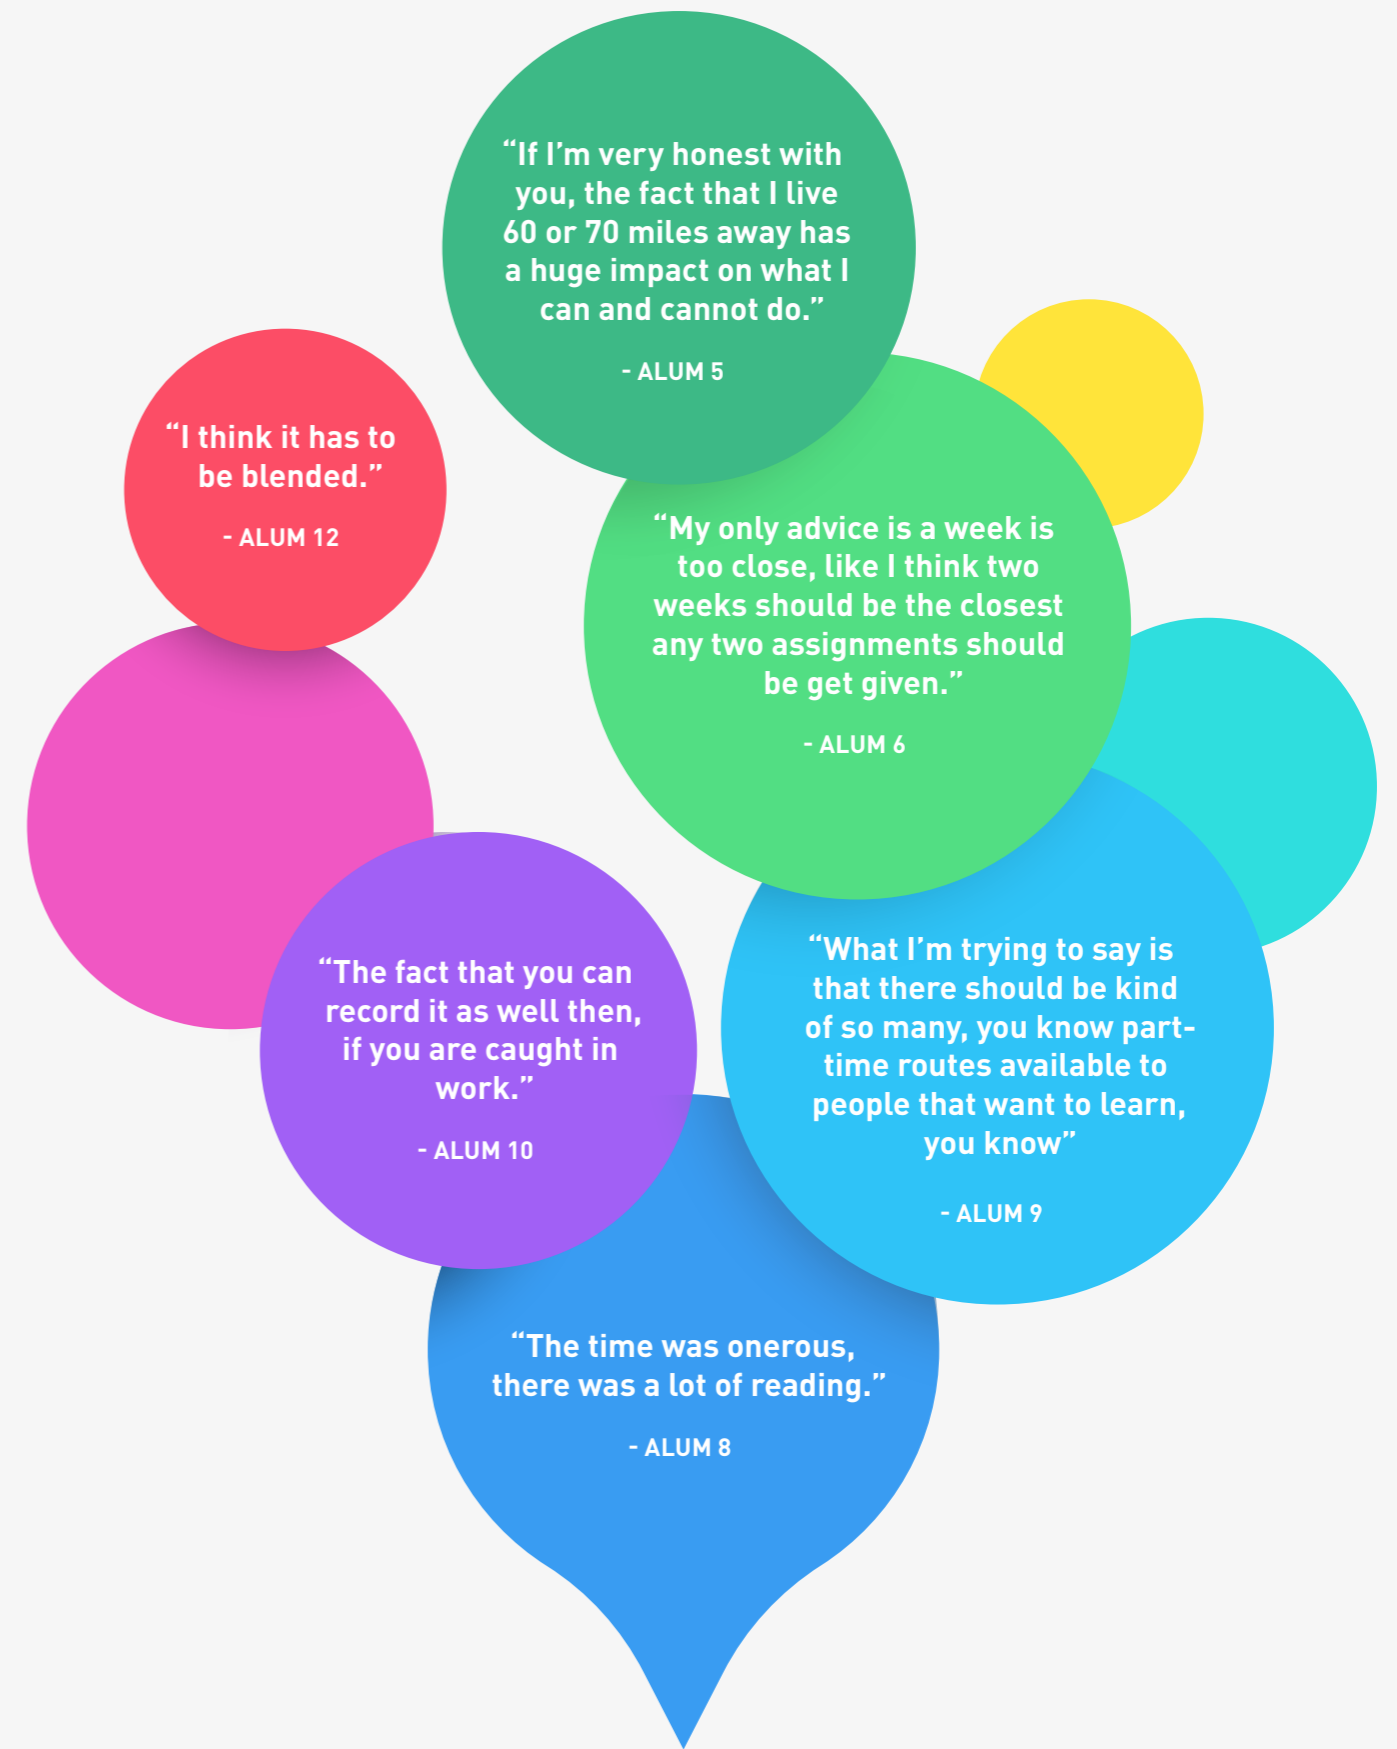 “If I’m very honest with
you, the fact that I live
60 or 70 miles away has
a huge impact on what I
can and cannot do.”
- ALUM 5
“I think it has to
be blended.”
- ALUM 12
“My only advice is a week is
too close, like I think two
weeks should be the closest
any two assignments should
be get given.”
- ALUM 6
“The fact that you can
record it as well then,
if you are caught in
work.”
- ALUM 10
“What I’m trying to say is
that there should be kind
of so many, you know part-
time routes available to
people that want to learn,
you know”
- ALUM 9
“The time was onerous,
there was a lot of reading.”
- ALUM 8